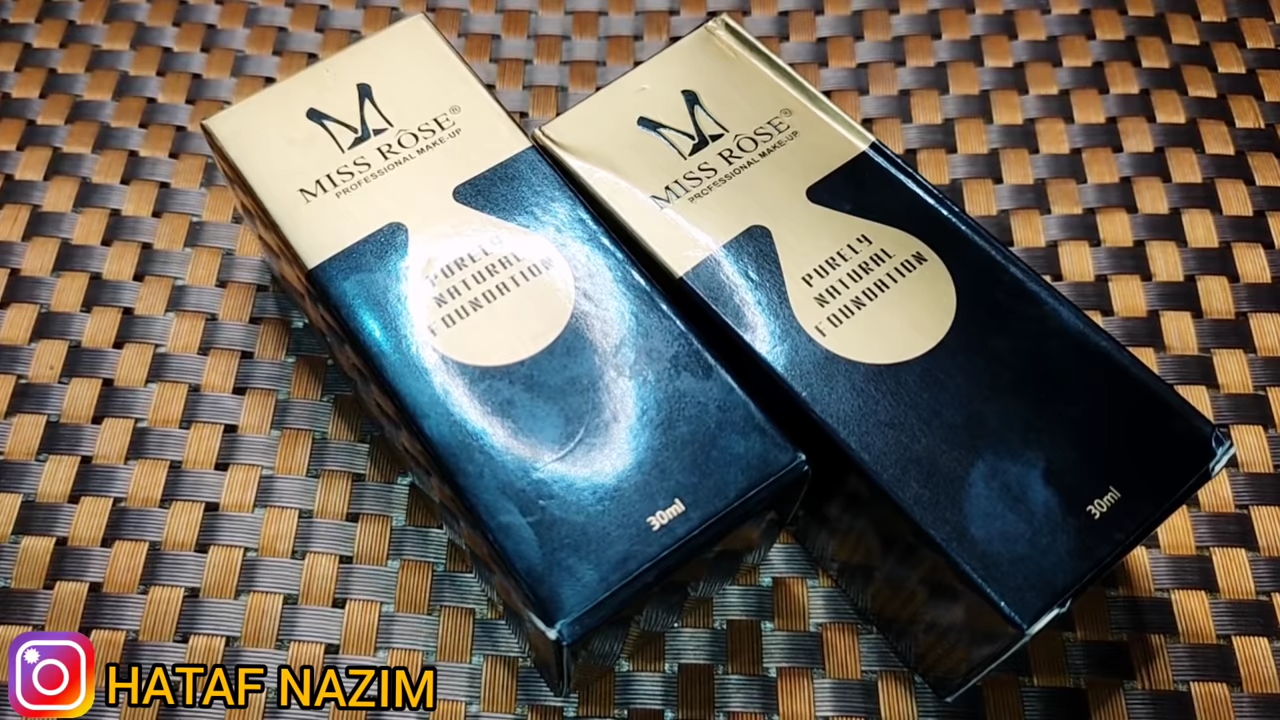 MISS RÔSE®
PROFESSIONAL MAKE-UP
PURELY
NATURAL
FOUNDATION
30ml
MISS RÔSE®
PROFESSIONAL MAKE-UP
PURELY
NATURAL
FOUNDATION
30ml
HATAF NAZIM